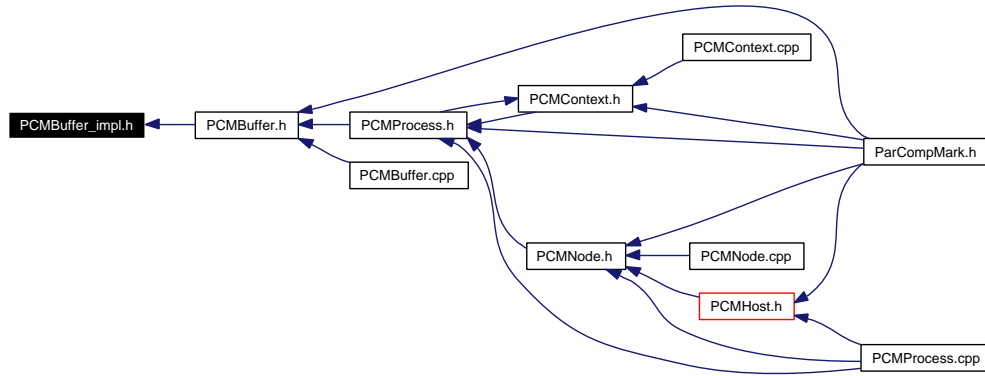 PCMContext.cpp
PCMContext.h
PCMBuffer_impl.h
PCMBuffer.h
PCMProcess.h
ParCompMark.h
PCMBuffer.cpp
PCMNode.h
PCMNode.cpp
PCMHost.h
PCMProcess.cpp